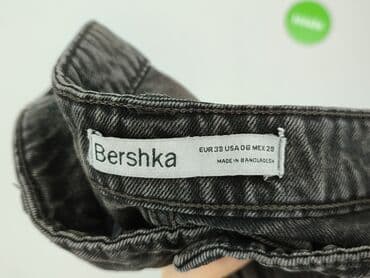 Bershka
EUR 38 USA 06 MEX 28
MADE IN BANGLADESH